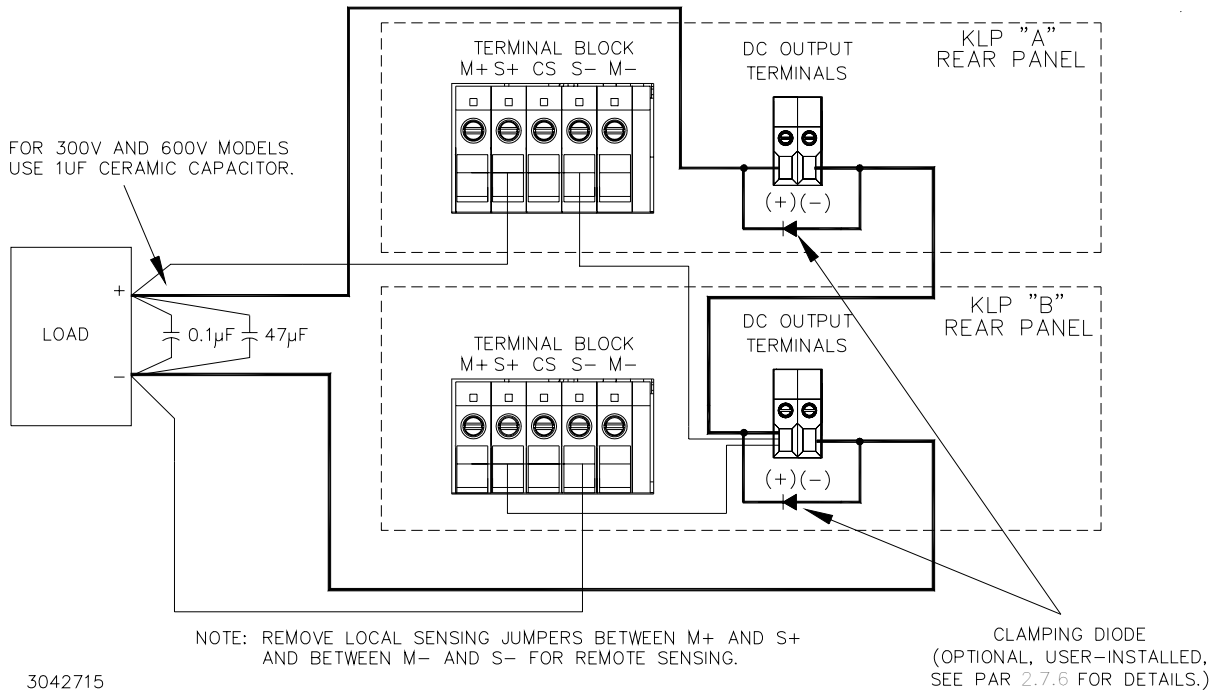 KLP "A"
REAR PANEL
TERMINAL BLOCK
M+ S+ CS S− M−
DC OUTPUT
TERMINALS
(+)(−)
FOR 300V AND 600V MODELS
USE 1UF CERAMIC CAPACITOR.
LOAD
+
−
0.1µF
47µF
KLP "B"
REAR PANEL
TERMINAL BLOCK
M+ S+ CS S− M−
DC OUTPUT
TERMINALS
(+)(−)
NOTE: REMOVE LOCAL SENSING JUMPERS BETWEEN M+ AND S+
AND BETWEEN M− AND S− FOR REMOTE SENSING.
CLAMPING DIODE
(OPTIONAL, USER−INSTALLED,
SEE PAR 2.7.6 FOR DETAILS.)
3042715